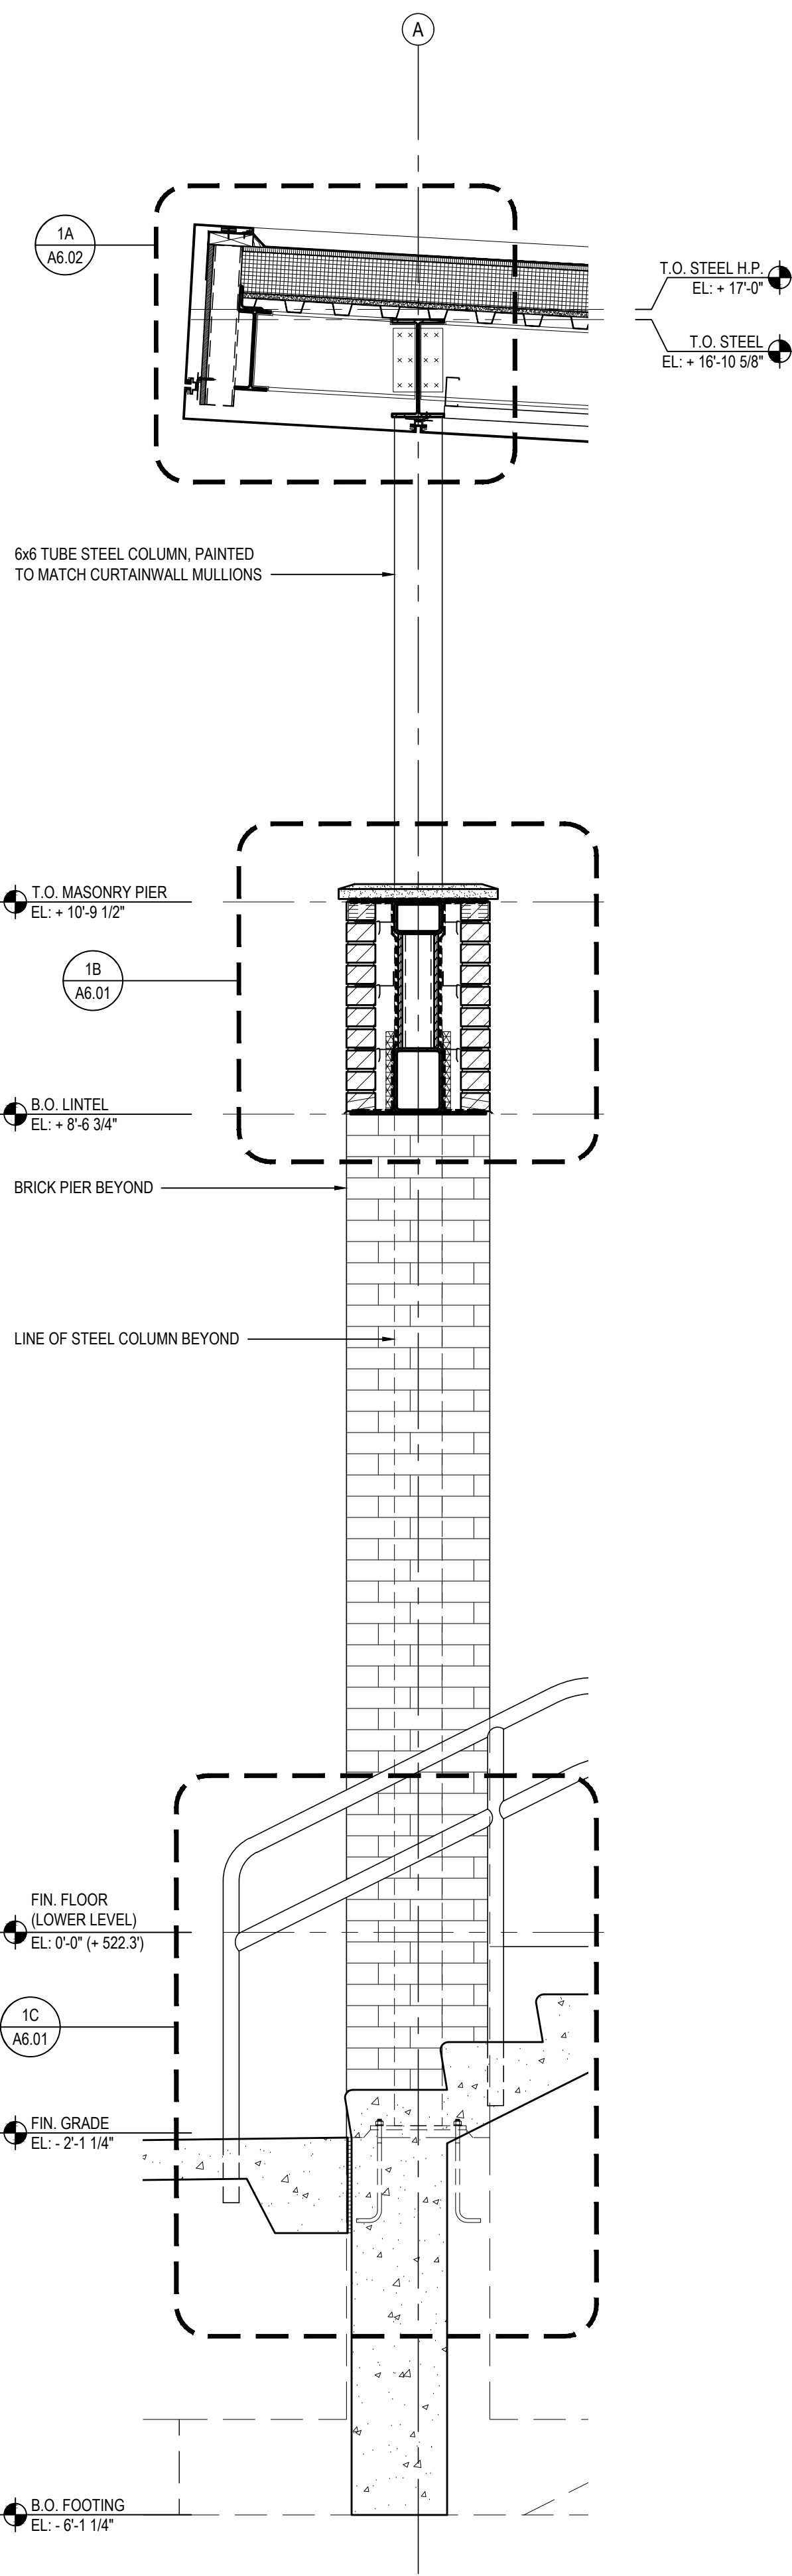 A
1A
A6.02
T.O. STEEL H.P.
EL: + 17'-0"
T.O. STEEL
EL: + 16'-10 5/8"
6x6 TUBE STEEL COLUMN, PAINTED
TO MATCH CURTAINWALL MULLIONS
T.O. MASONRY PIER
EL: + 10'-9 1/2"
1B
A6.01
B.O. LINTEL
EL: + 8'-6 3/4"
BRICK PIER BEYOND
LINE OF STEEL COLUMN BEYOND
FIN. FLOOR
(LOWER LEVEL)
EL: 0'-0" (+ 522.3')
1C
A6.01
FIN. GRADE
EL: - 2'-1 1/4"
B.O. FOOTING
EL: - 6'-1 1/4"